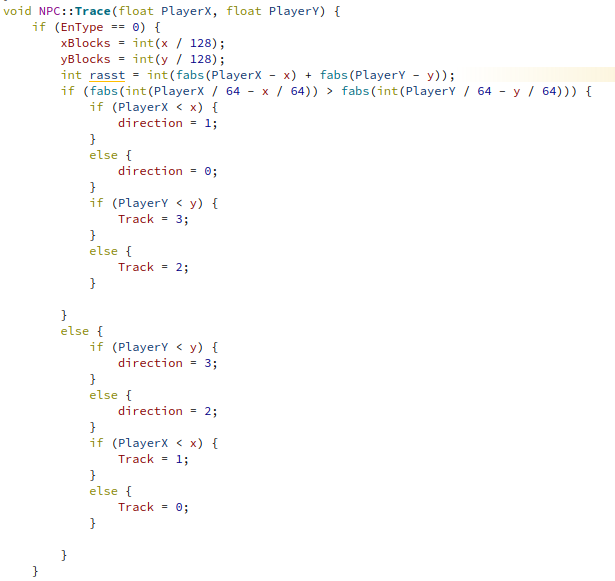 void NPC::Trace(float PlayerX, float PlayerY) {
    if (EnType == 0) {
        xBlocks = int(x / 128);
        yBlocks = int(y / 128);
        int rasst = int(fabs(PlayerX - x) + fabs(PlayerY - y));
        if (fabs(int(PlayerX / 64 - x / 64)) > fabs(int(PlayerY / 64 - y / 64))) {
            if (PlayerX < x) {
                direction = 1;
            }
            else {
                direction = 0;
            }
            if (PlayerY < y) {
                Track = 3;
            }
            else {
                Track = 2;
            }

        }
        else {
            if (PlayerY < y) {
                direction = 3;
            }
            else {
                direction = 2;
            }
            if (PlayerX < x) {
                Track = 1;
            }
            else {
                Track = 0;
            }

        }
    }